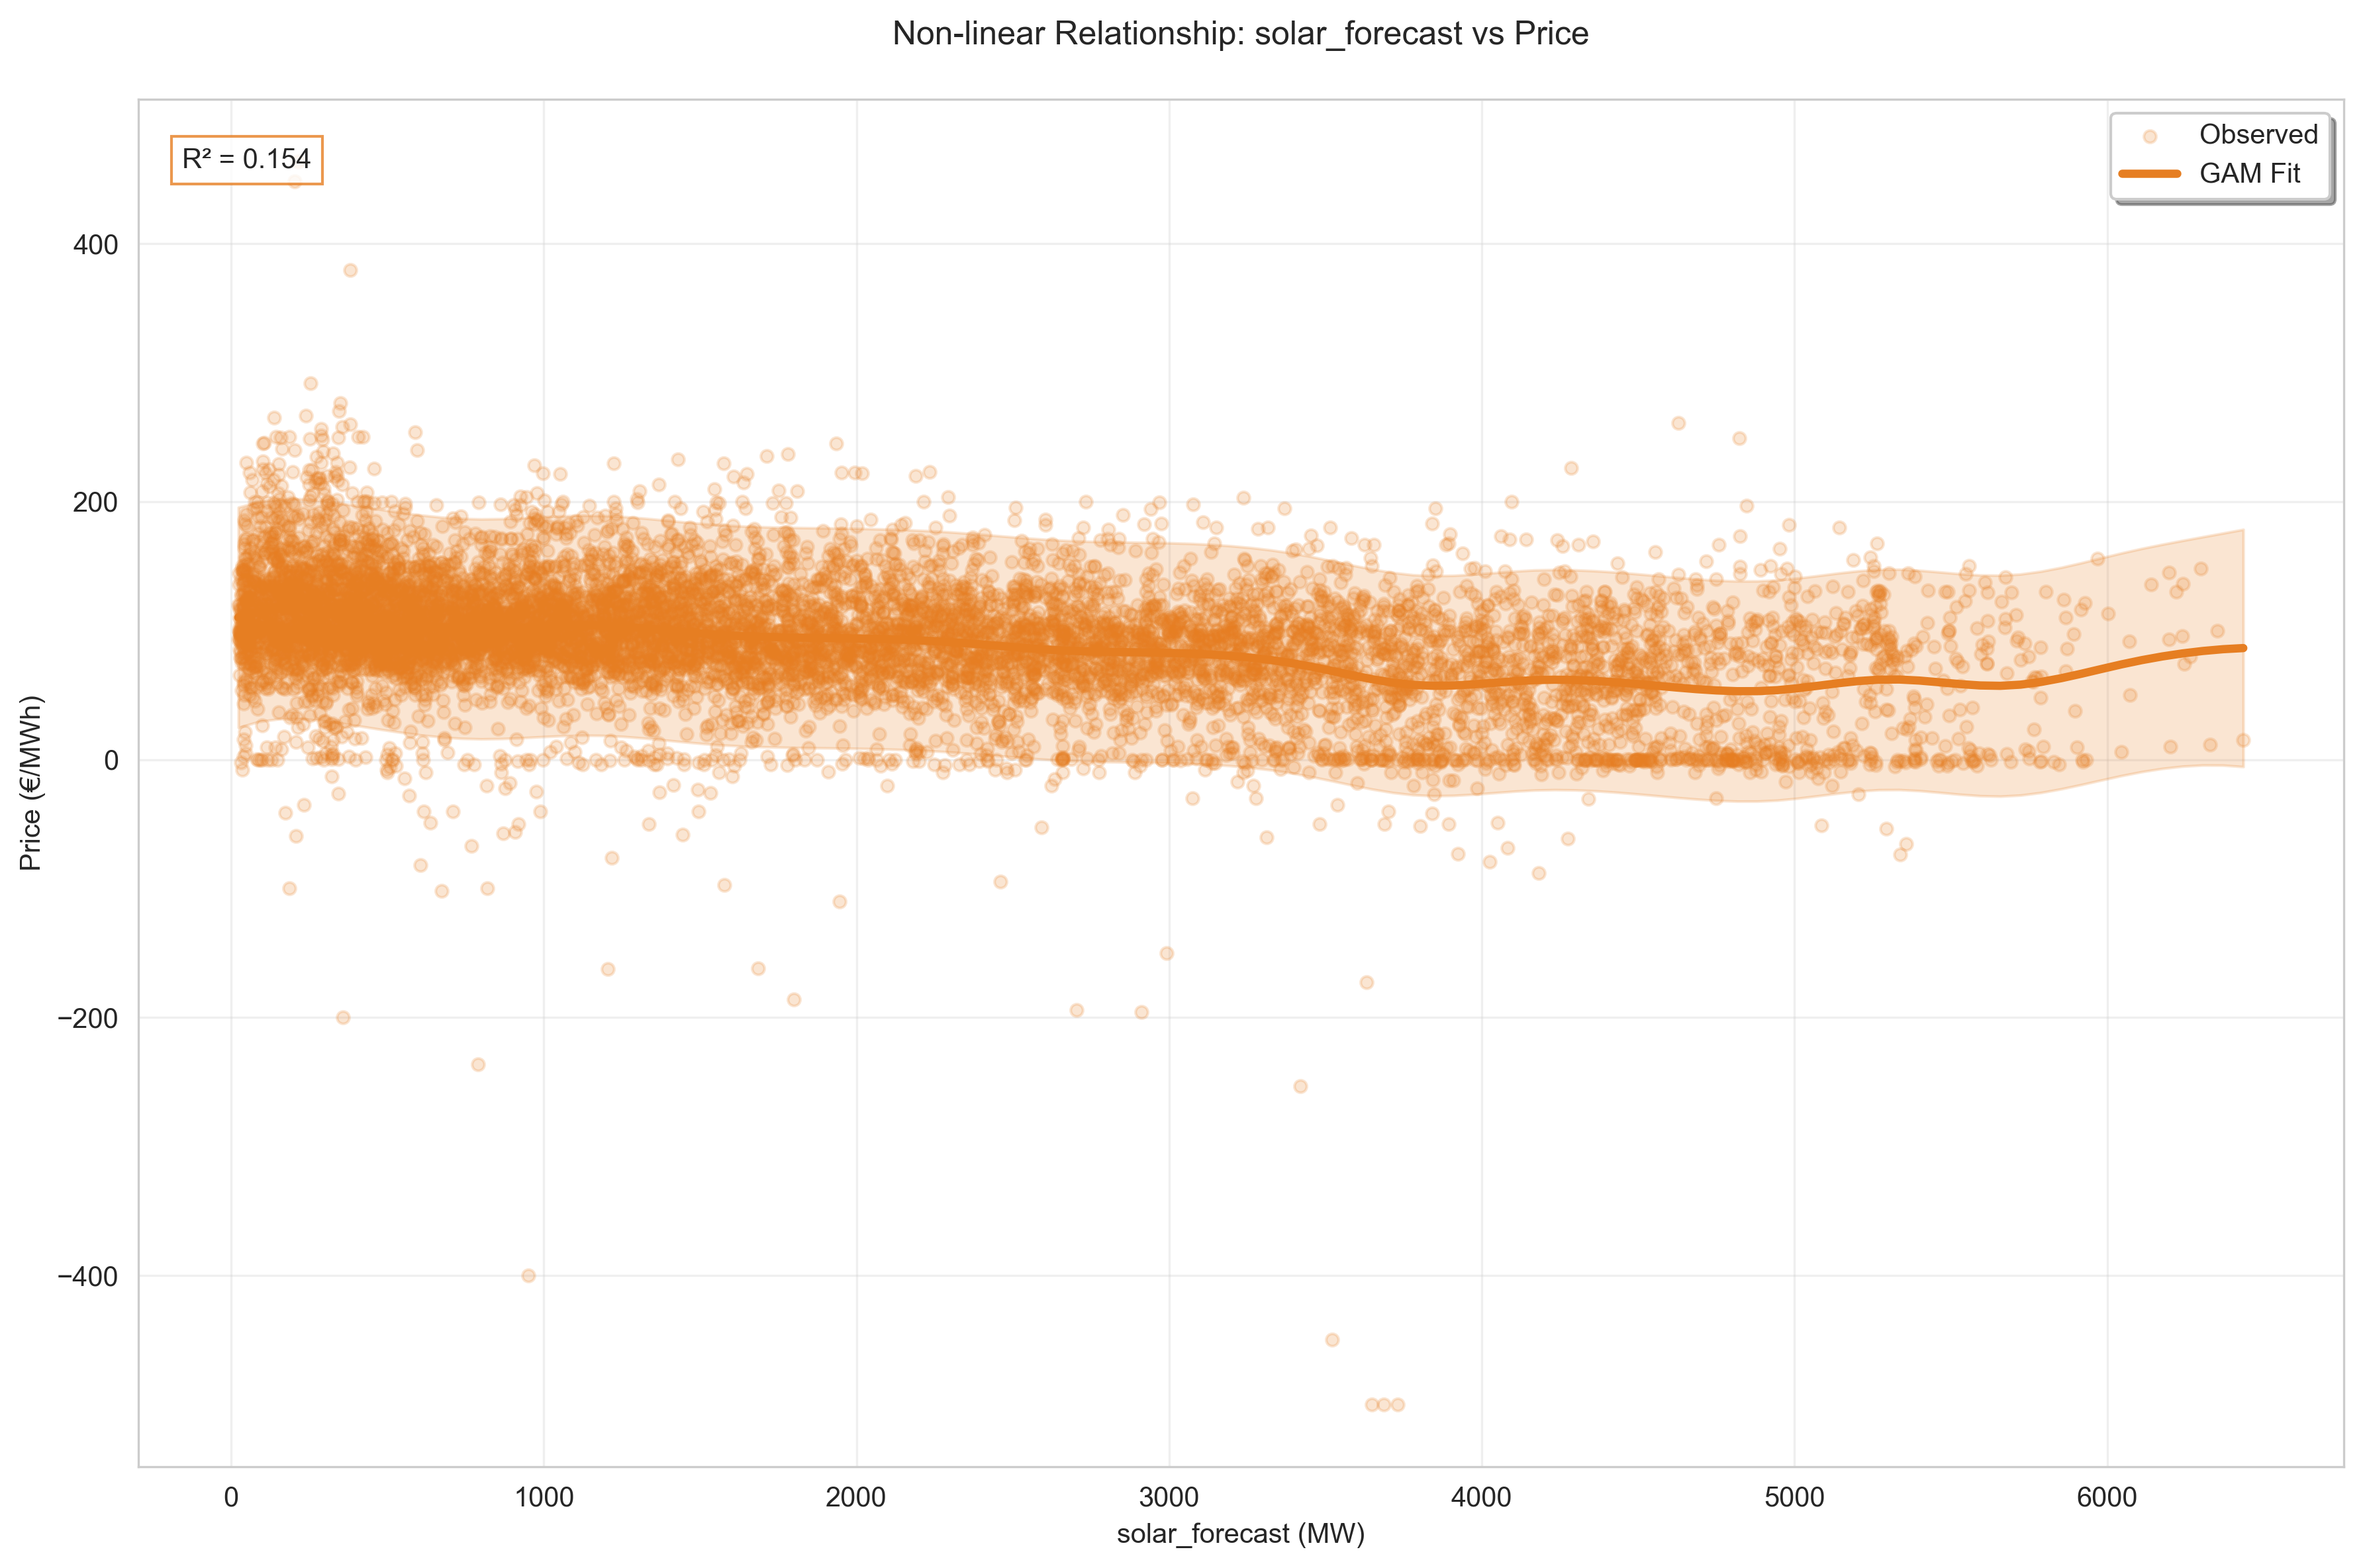 Non-linear Relationship: solar_forecast vs Price
R² = 0.154
Observed
GAM Fit
400
200
0
−200
−400
Price (€/MWh)
0 1000 2000 3000 4000 5000 6000
solar_forecast (MW)